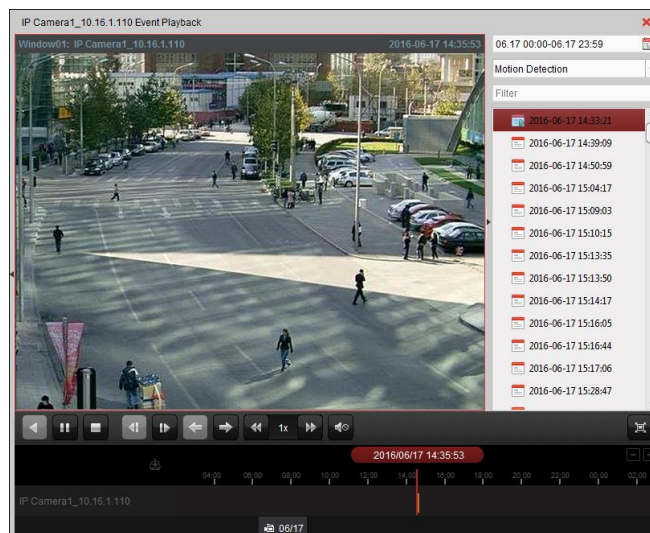 IP Camera1_10.16.1.110 Event Playback
Window01: IP Camera1_10.16.1.110
2016-06-17 14:35:53
06.17 00:00-06.17 23:59
Motion Detection
Filter
2016-06-17 14:33:21
2016-06-17 14:39:09
2016-06-17 14:50:59
2016-06-17 15:04:17
2016-06-17 15:09:03
2016-06-17 15:10:15
2016-06-17 15:13:35
2016-06-17 15:13:50
2016-06-17 15:14:17
2016-06-17 15:16:05
2016-06-17 15:16:44
2016-06-17 15:17:06
2016-06-17 15:28:47
1x
2016/06/17 14:35:53
04:00 06:00 08:00 10:00 12:00 14:00 16:00 18:00 20:00 22:00 00:00 02:00
IP Camera1_10.16.1.110
06/17